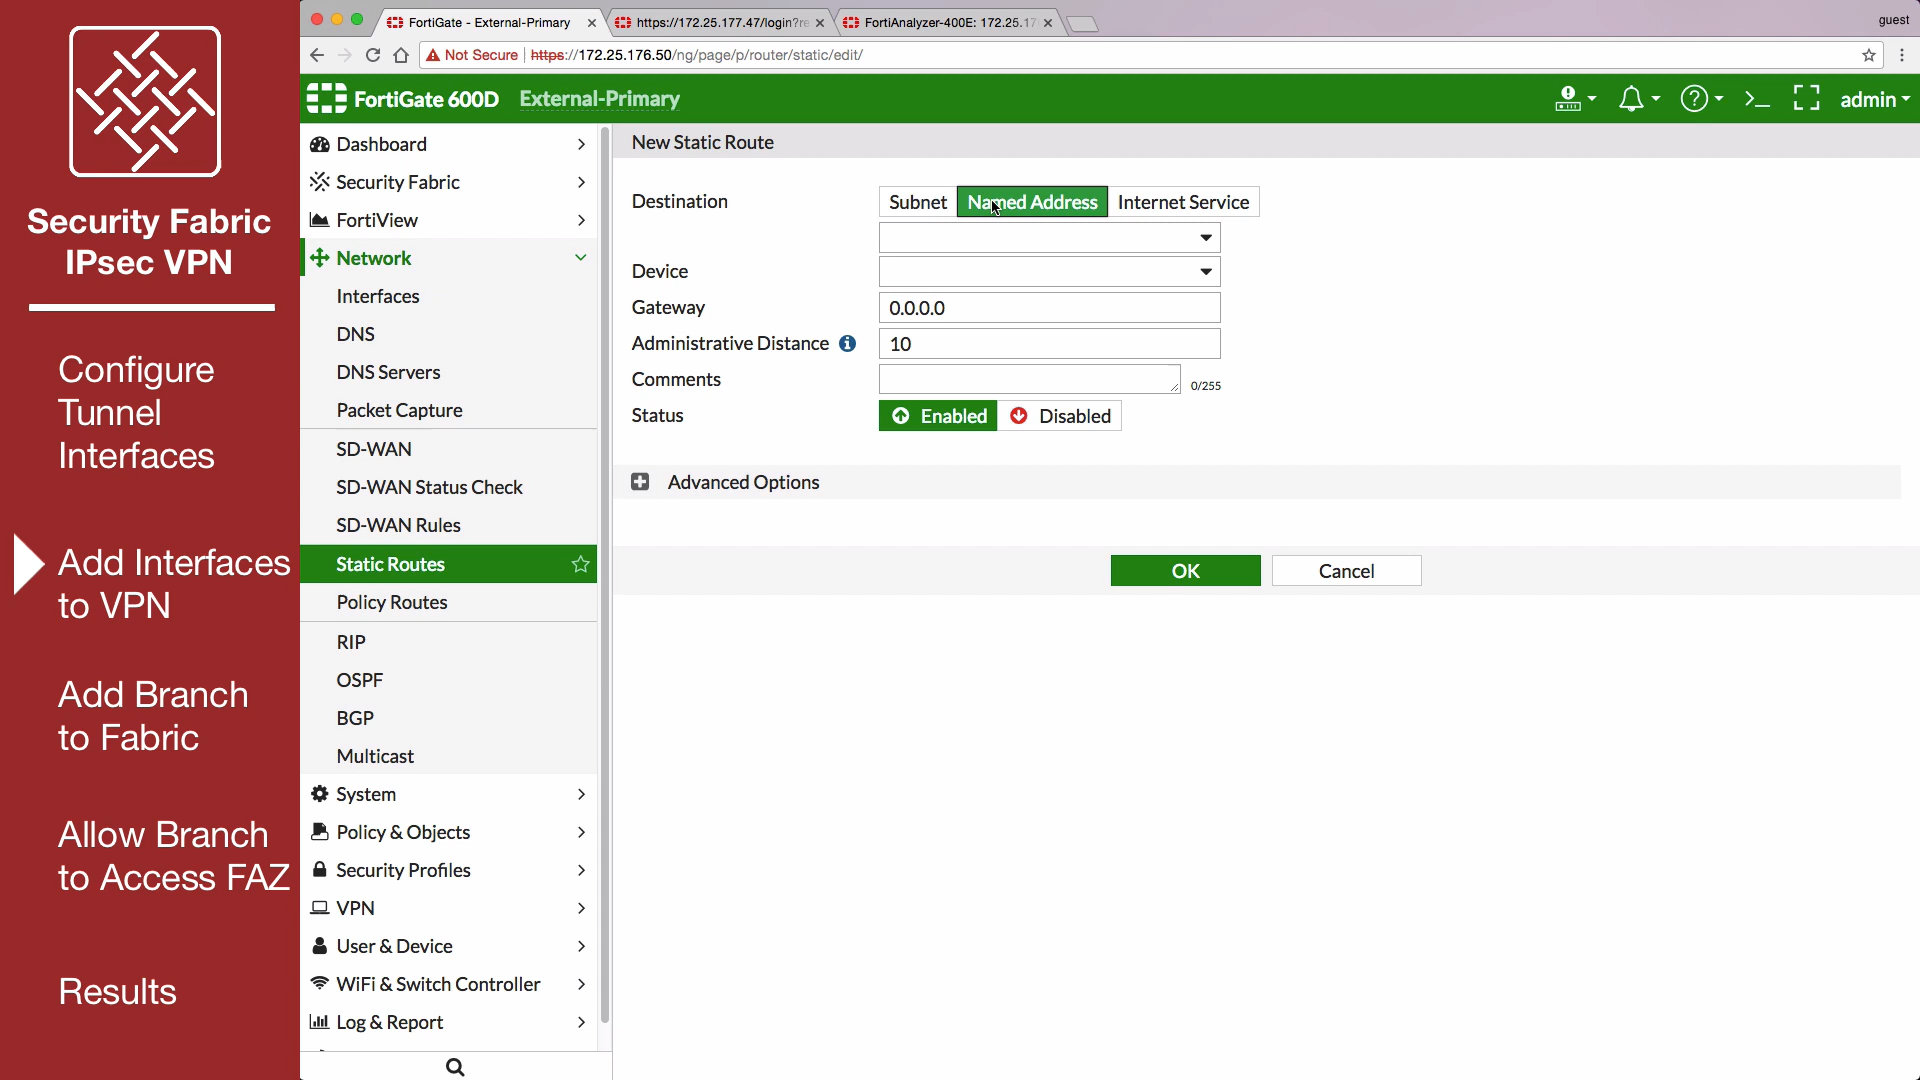 Security Fabric
IPsec VPN
Configure
Tunnel
Interfaces
Add Interfaces
to VPN
Add Branch
to Fabric
Allow Branch
to Access FAZ
Results
FortiGate - External-Primary
https://172.25.177.47/login?re
FortiAnalyzer-400E: 172.25.17
guest
Not Secure
https://172.25.176.50/ng/page/p/router/static/edit/
FortiGate 600D
External-Primary
admin
Dashboard
Security Fabric
FortiView
Network
Interfaces
DNS
DNS Servers
Packet Capture
SD-WAN
SD-WAN Status Check
SD-WAN Rules
Static Routes
Policy Routes
RIP
OSPF
BGP
Multicast
System
Policy & Objects
Security Profiles
VPN
User & Device
WiFi & Switch Controller
Log & Report
New Static Route
Destination
Subnet
Named Address
Internet Service
Device
Gateway
0.0.0.0
Administrative Distance
10
Comments
0/255
Status
Enabled
Disabled
Advanced Options
OK
Cancel